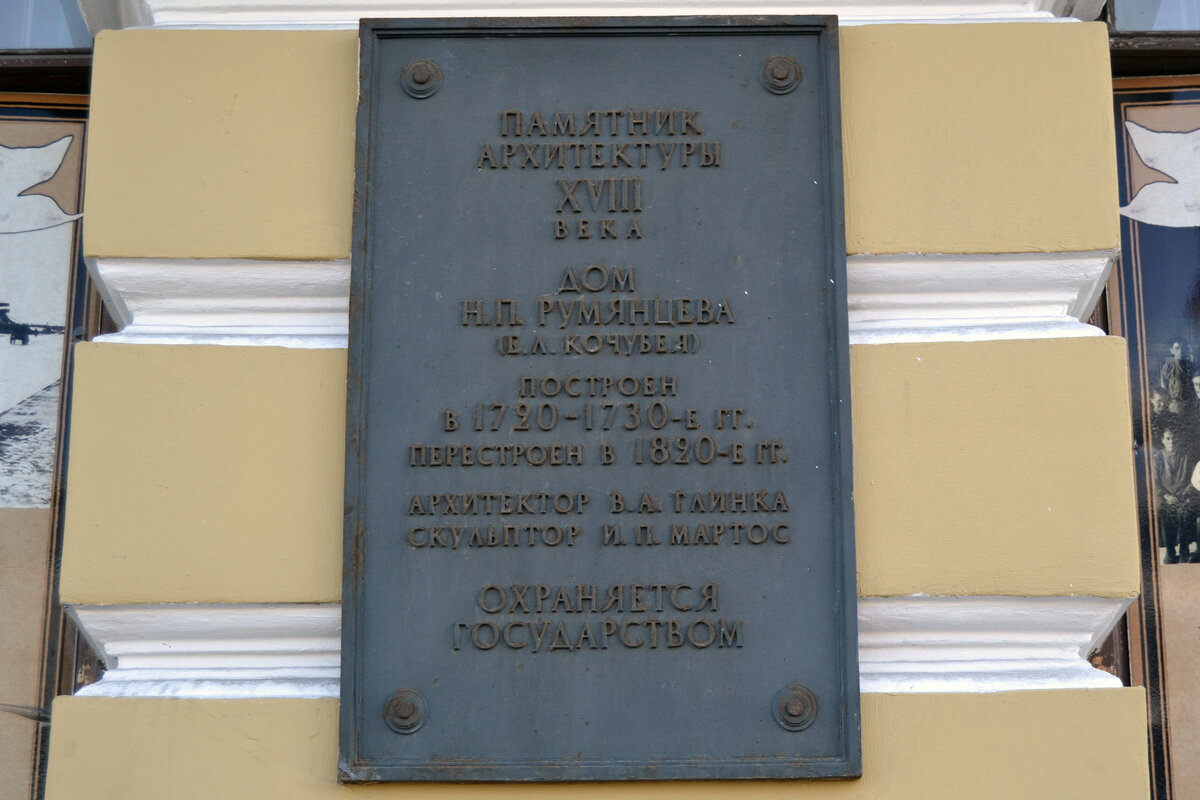 ПАМЯТНИК
АРХИТЕКТУРЫ
XVIII
ВЕКА
ДОМ
Н.П. РУМЯНЦЕВА
(Е.Л. КОЧУБЕЯ)
ПОСТРОЕН
В 1720-1730-Е ГГ.
ПЕРЕСТРОЕН В 1820-Е ГГ.
АРХИТЕКТОР В.А. ГЛИНКА
СКУЛЬПТОР И.П. МАРТОС
ОХРАНЯЕТСЯ
ГОСУДАРСТВОМ